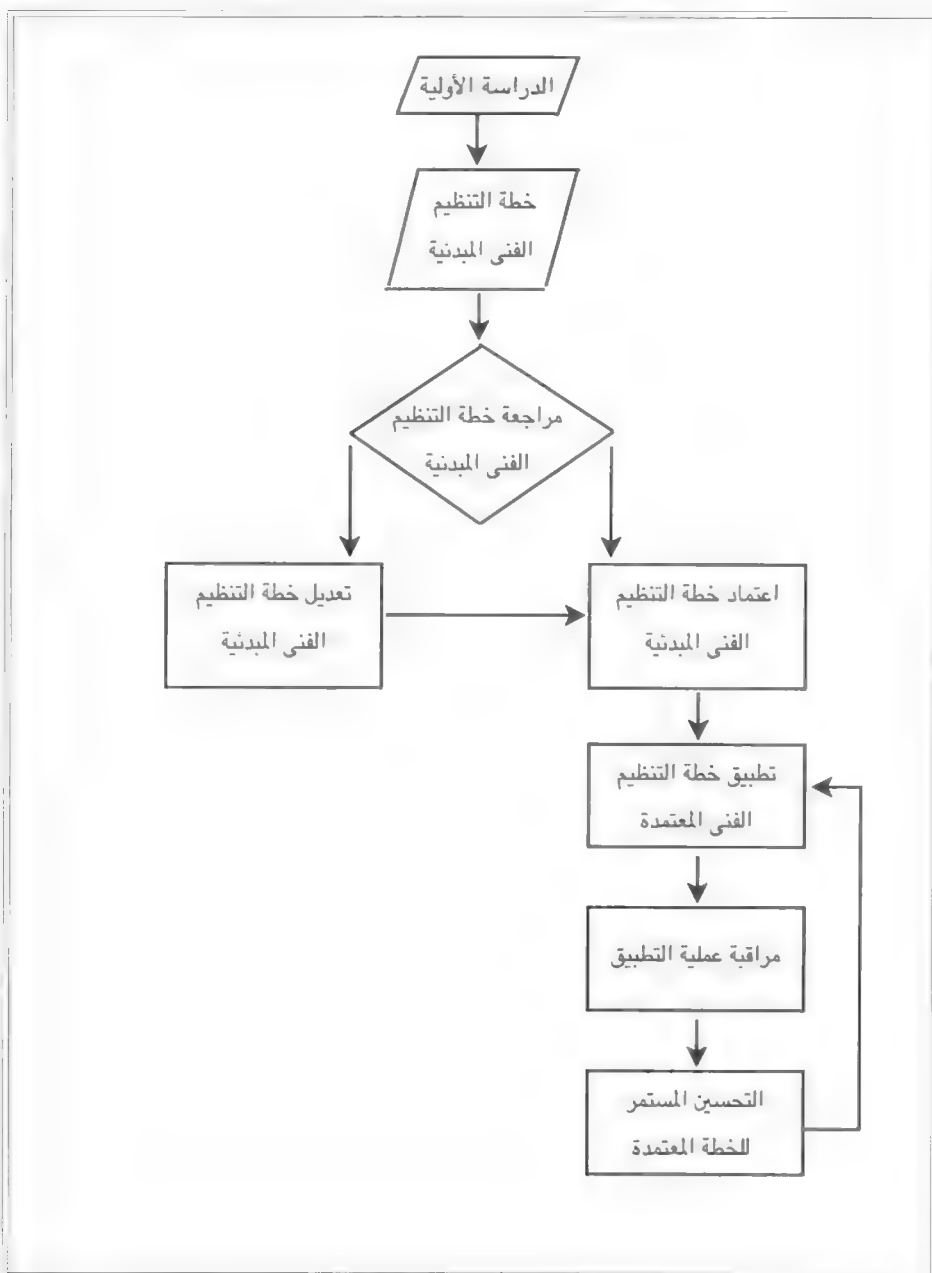 الدراسة الأولية
خطة التنظيم
الفنى المبدئية
مراجعة خطة التنظيم
الفنى المبدئية
اعتماد خطة التنظيم
الفنى المبدئية
تعديل خطة التنظيم
الفنى المبدئية
تطبيق خطة التنظيم
الفنى المعتمدة
مراقبة عملية التطبيق
التحسين المستمر
للخطة المعتمدة